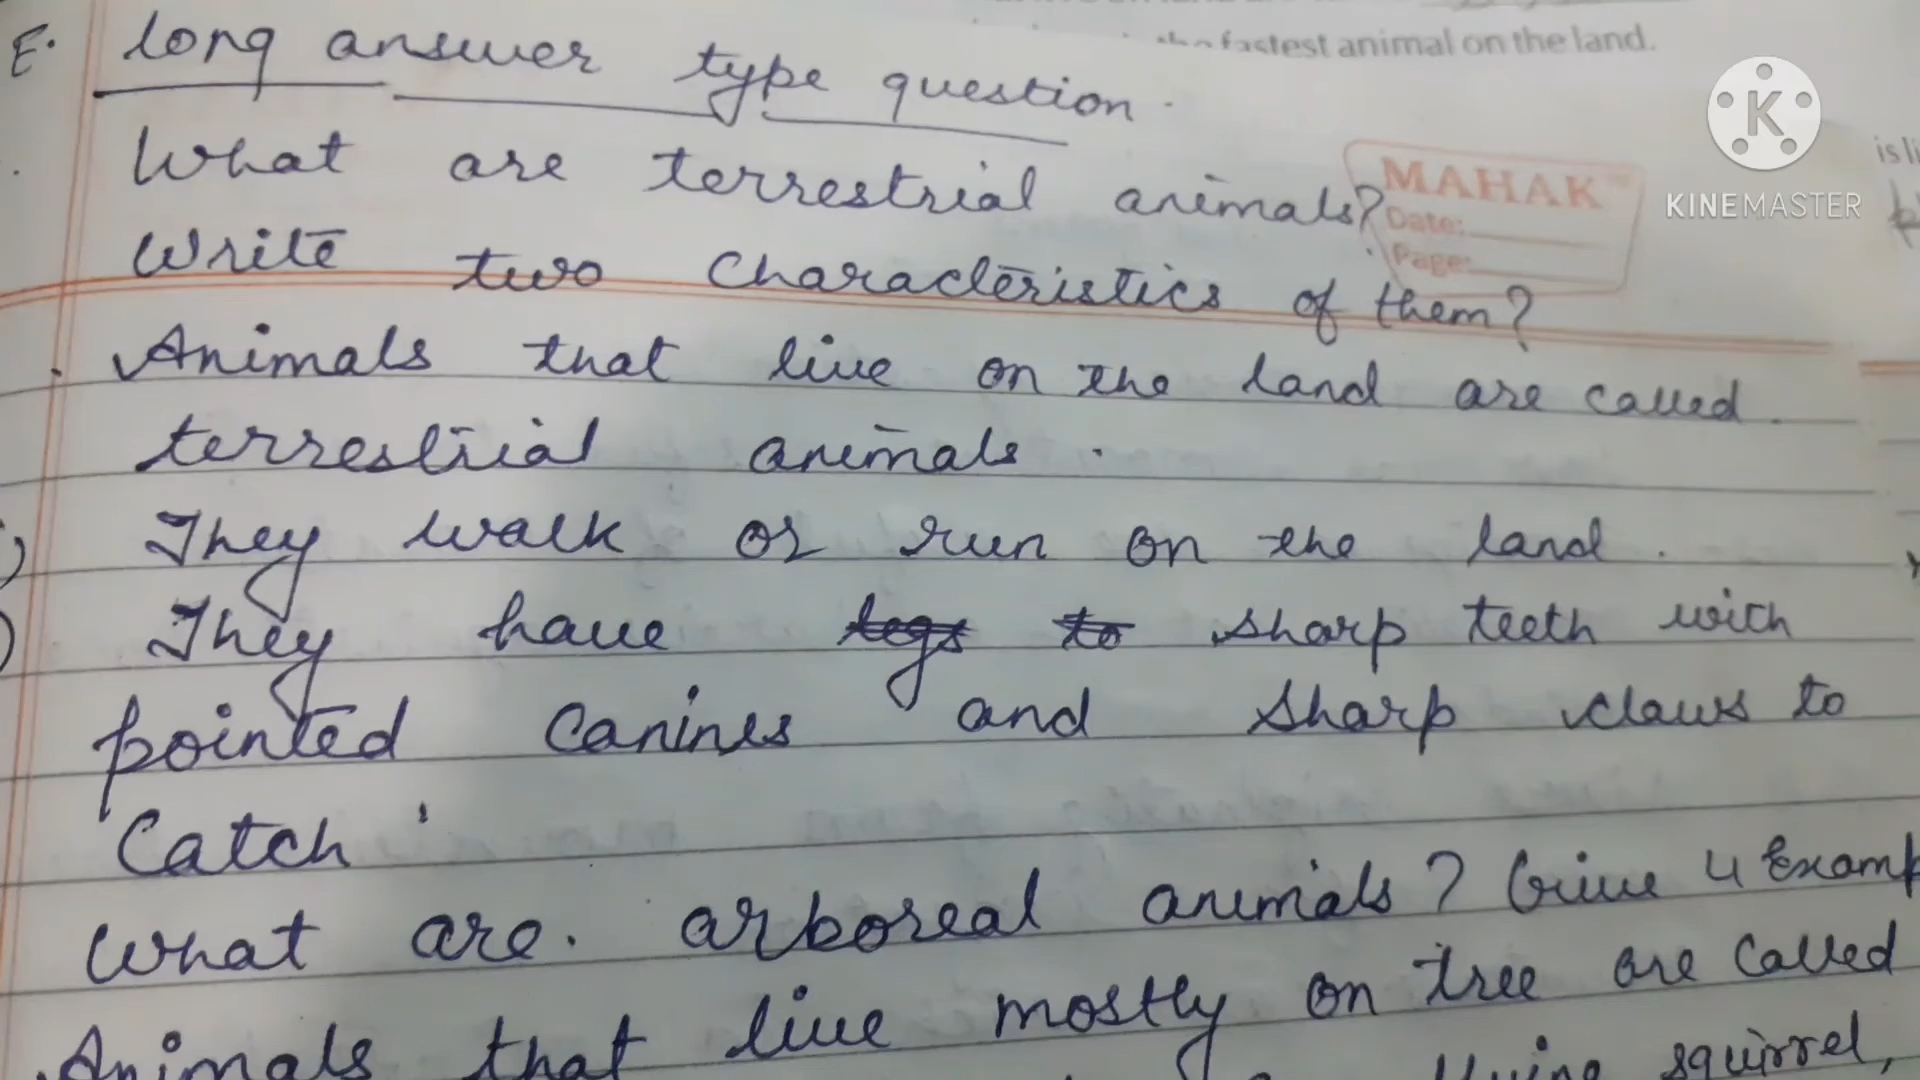 the fastest animal on the land.
E. Long answer type question.
What are terrestrial animals?
MAHAK
Date:
Page:
K
KINEMASTER
is li
Write two characteristics of them?
Animals that live on the land are called
terrestrial animals.
They walk or run on the land.
They have legs to sharp teeth with
pointed canines and sharp claws to
Catch.
What are. arboreal animals? Give 4 Examp
Animals that live mostly on tree are called
squirrel,